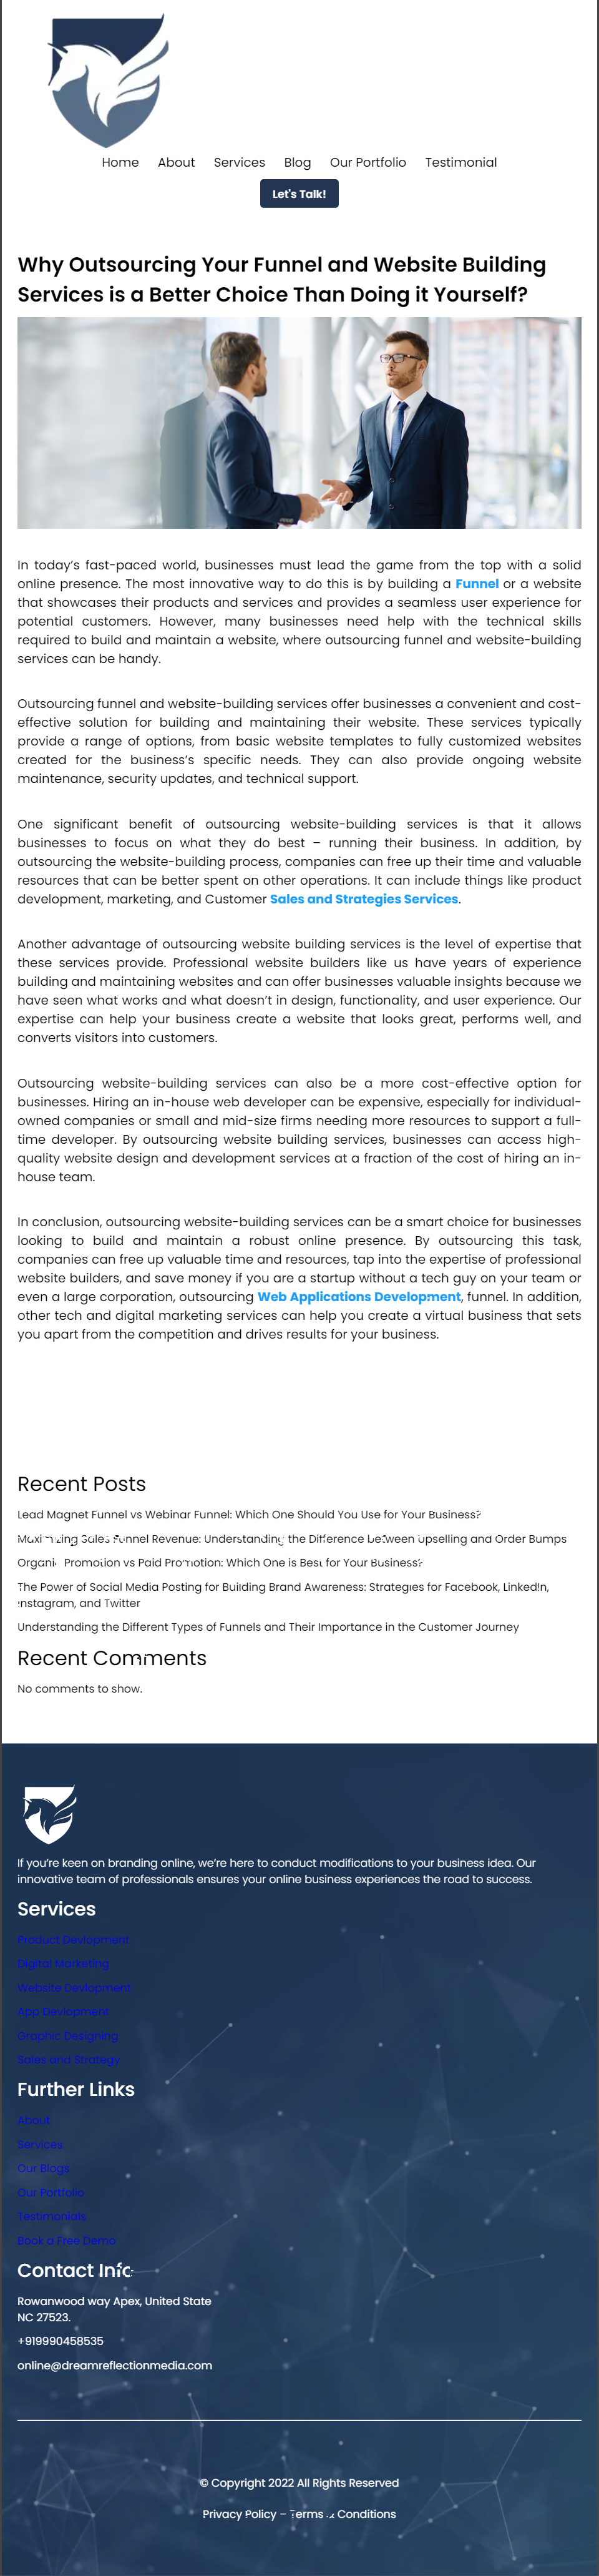 Home About Services Blog Our Portfolio Testimonial
Let's Talk!
Why Outsourcing Your Funnel and Website Building
Services is a Better Choice Than Doing it Yourself?
In today’s fast-paced world, businesses must lead the game from the top with a solid
online presence. The most innovative way to do this is by building a Funnel or a website
that showcases their products and services and provides a seamless user experience for
potential customers. However, many businesses need help with the technical skills
required to build and maintain a website, where outsourcing funnel and website-building
services can be handy.
Outsourcing funnel and website-building services offer businesses a convenient and cost-
effective solution for building and maintaining their website. These services typically
provide a range of options, from basic website templates to fully customized websites
created for the business’s specific needs. They can also provide ongoing website
maintenance, security updates, and technical support.
One significant benefit of outsourcing website-building services is that it allows
businesses to focus on what they do best – running their business. In addition, by
outsourcing the website-building process, companies can free up their time and valuable
resources that can be better spent on other operations. It can include things like product
development, marketing, and Customer Sales and Strategies Services.
Another advantage of outsourcing website building services is the level of expertise that
these services provide. Professional website builders like us have years of experience
building and maintaining websites and can offer businesses valuable insights because we
have seen what works and what doesn’t in design, functionality, and user experience. Our
expertise can help your business create a website that looks great, performs well, and
converts visitors into customers.
Outsourcing website-building services can also be a more cost-effective option for
businesses. Hiring an in-house web developer can be expensive, especially for individual-
owned companies or small and mid-size firms needing more resources to support a full-
time developer. By outsourcing website building services, businesses can access high-
quality website design and development services at a fraction of the cost of hiring an in-
house team.
In conclusion, outsourcing website-building services can be a smart choice for businesses
looking to build and maintain a robust online presence. By outsourcing this task,
companies can free up valuable time and resources, tap into the expertise of professional
website builders, and save money if you are a startup without a tech guy on your team or
even a large corporation, outsourcing Web Applications Development, funnel. In addition,
other tech and digital marketing services can help you create a virtual business that sets
you apart from the competition and drives results for your business.
Recent Posts
Lead Magnet Funnel vs Webinar Funnel: Which One Should You Use for Your Business?
Maximizing Sales Funnel Revenue: Understanding the Difference between Upselling and Order Bumps
Organic Promotion vs Paid Promotion: Which One is Best for Your Business?
The Power of Social Media Posting for Building Brand Awareness: Strategies for Facebook, LinkedIn,
Instagram, and Twitter
Understanding the Different Types of Funnels and Their Importance in the Customer Journey
Recent Comments
No comments to show.
If you’re keen on branding online, we’re here to conduct modifications to your business idea. Our
innovative team of professionals ensures your online business experiences the road to success.
Services
Product Devlopment
Digital Marketing
Website Devlopment
App Devlopment
Graphic Designing
Sales and Strategy
Further Links
About
Services
Our Blogs
Our Portfolio
Testimonials
Book a Free Demo
Contact Info
Rowanwood way Apex, United State
NC 27523.
+919990458535
online@dreamreflectionmedia.com
© Copyright 2022 All Rights Reserved
Privacy Policy – Terms & Conditions